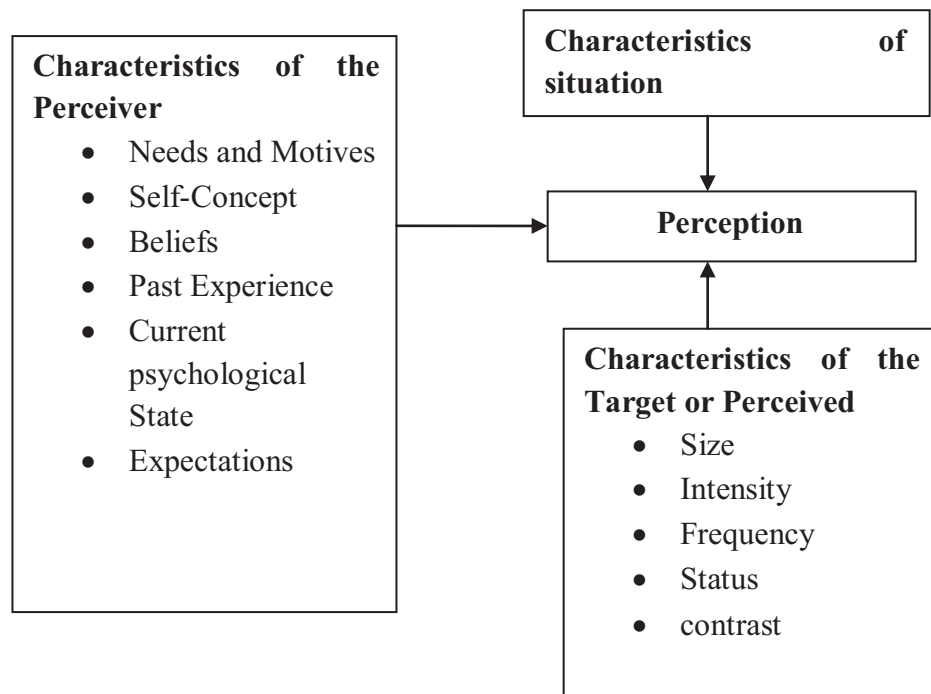 Characteristics of the
Perceiver
• Needs and Motives
• Self-Concept
• Beliefs
• Past Experience
• Current
psychological
State
• Expectations
Characteristics of
situation
Perception
Characteristics of the
Target or Perceived
• Size
• Intensity
• Frequency
• Status
• contrast